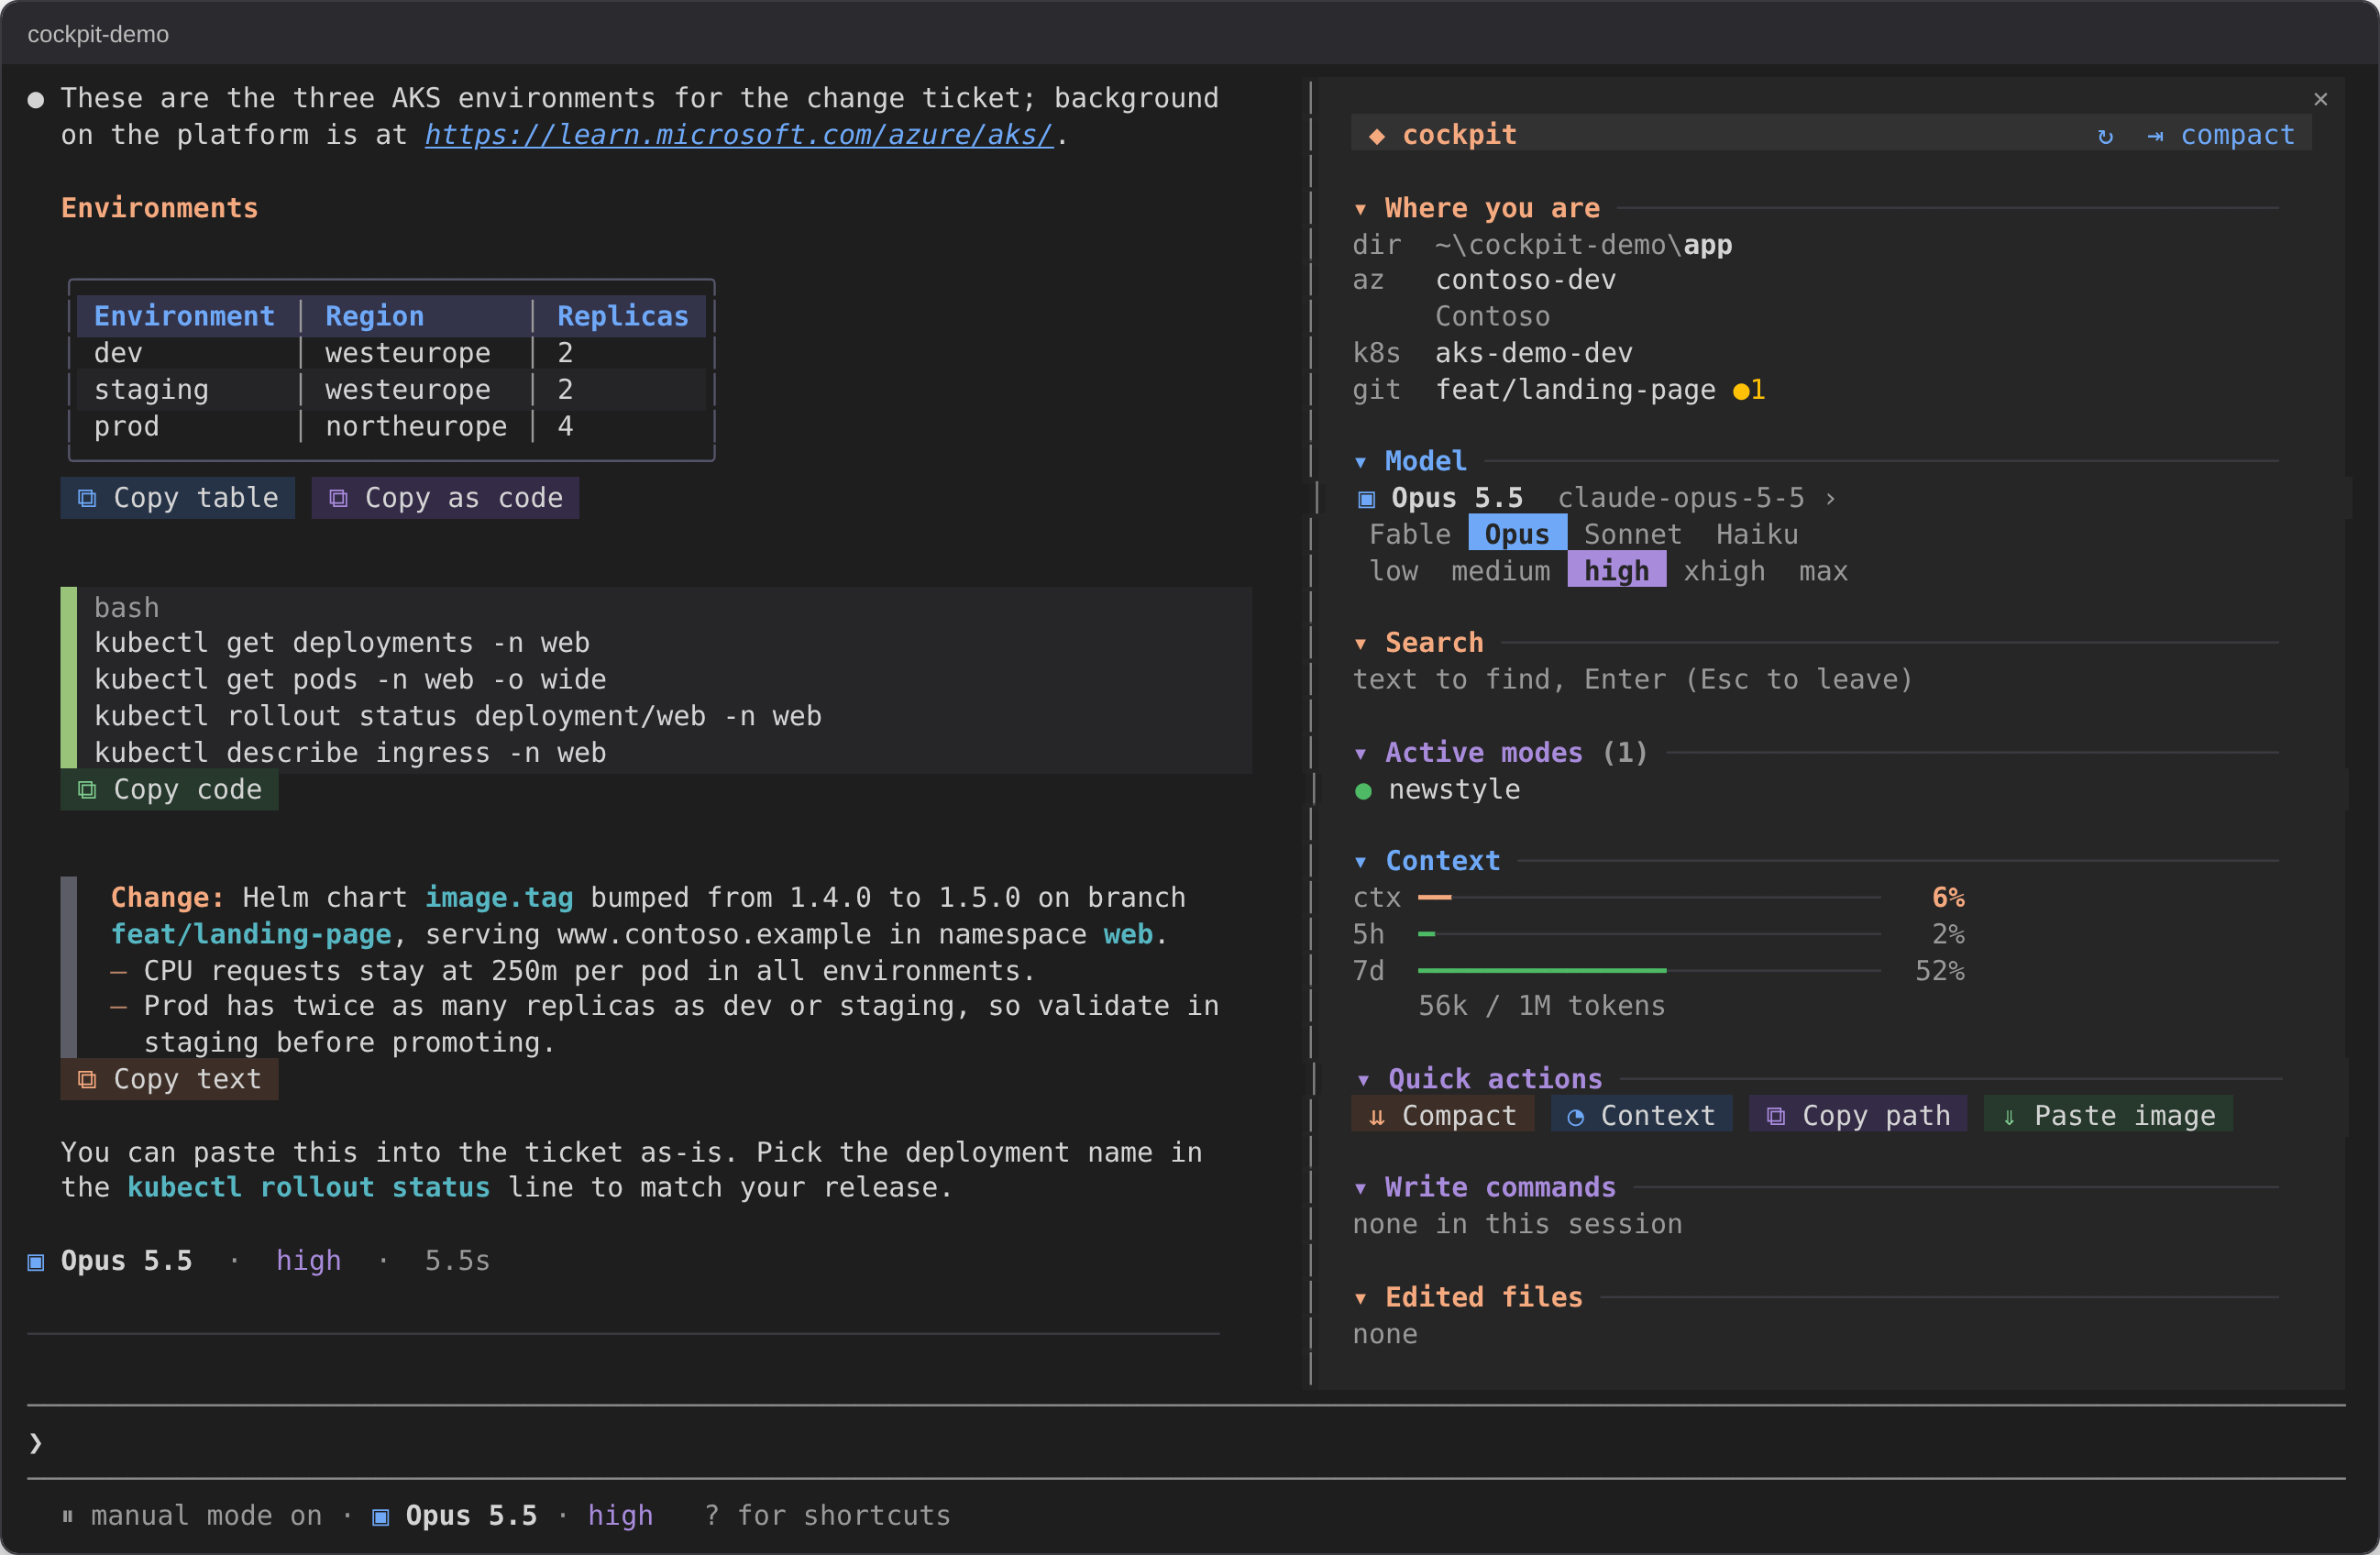 cockpit-demo
● These are the three AKS environments for the change ticket; background
on the platform is at https://learn.microsoft.com/azure/aks/.
Environments
Environment │ Region │ Replicas
dev │ westeurope │ 2
staging │ westeurope │ 2
prod │ northeurope │ 4
⧉ Copy table ⧉ Copy as code
bash
kubectl get deployments -n web
kubectl get pods -n web -o wide
kubectl rollout status deployment/web -n web
kubectl describe ingress -n web
⧉ Copy code
Change: Helm chart image.tag bumped from 1.4.0 to 1.5.0 on branch
feat/landing-page, serving www.contoso.example in namespace web.
— CPU requests stay at 250m per pod in all environments.
— Prod has twice as many replicas as dev or staging, so validate in
staging before promoting.
⧉ Copy text
You can paste this into the ticket as-is. Pick the deployment name in
the kubectl rollout status line to match your release.
▣ Opus 5.5 · high · 5.5s
×
◆ cockpit ↻ ⇥ compact
▾ Where you are
dir ~\cockpit-demo\app
az contoso-dev
Contoso
k8s aks-demo-dev
git feat/landing-page ●1
▾ Model
▣ Opus 5.5 claude-opus-5-5 ›
Fable Opus Sonnet Haiku
low medium high xhigh max
▾ Search
text to find, Enter (Esc to leave)
▾ Active modes (1)
● newstyle
▾ Context
ctx 6%
5h 2%
7d 52%
56k / 1M tokens
▾ Quick actions
⇊ Compact ◔ Context ⧉ Copy path ⇓ Paste image
▾ Write commands
none in this session
▾ Edited files
none
❯
⏸ manual mode on · ▣ Opus 5.5 · high ? for shortcuts